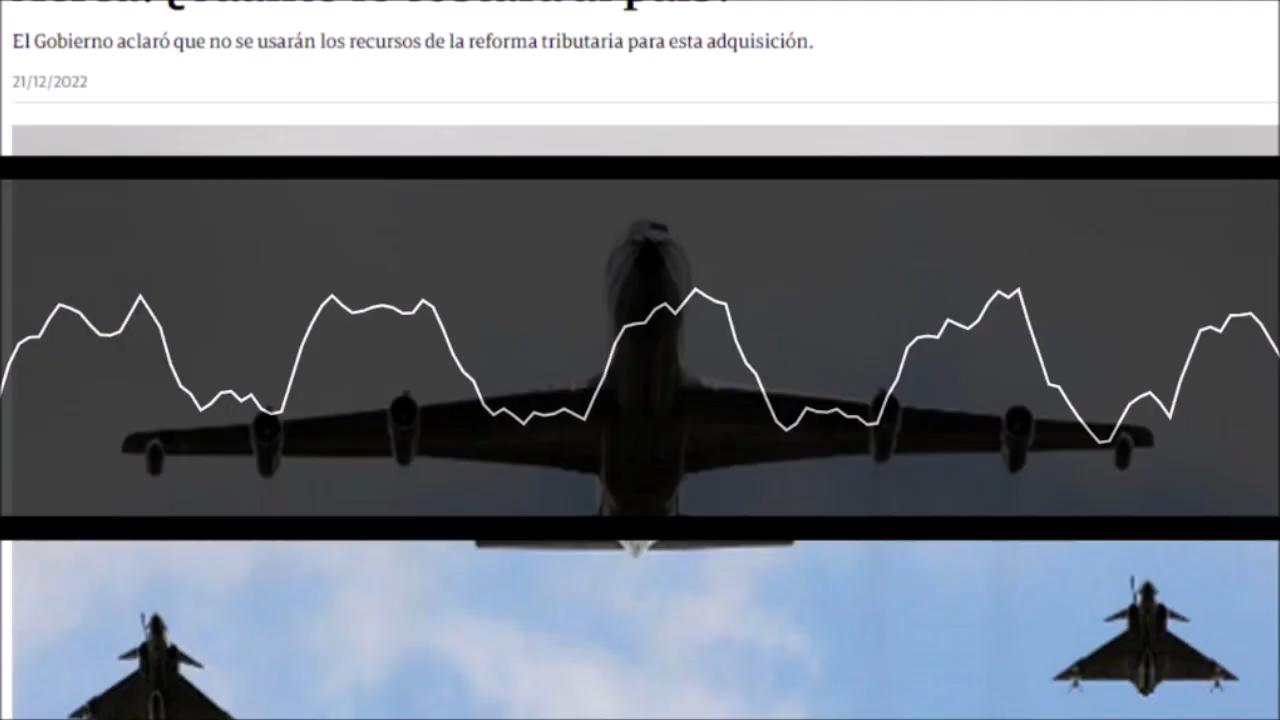 El Gobierno aclaró que no se usarán los recursos de la reforma tributaria para esta adquisición.
21/12/2022